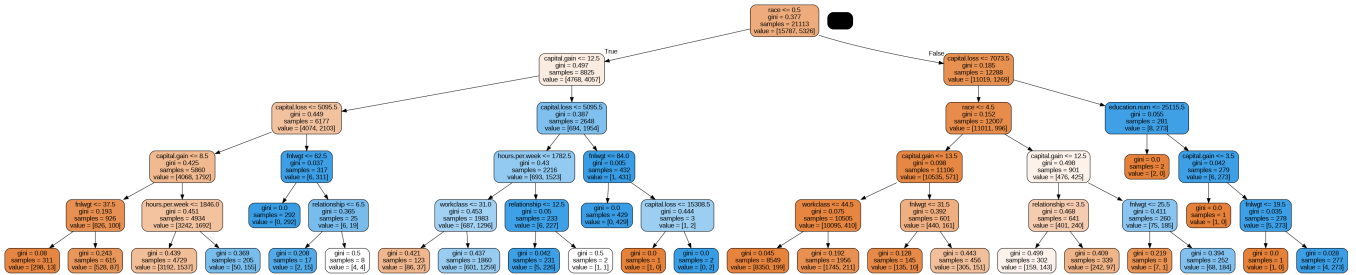 race <= 0.5
gini = 0.377
samples = 21113
value = [15787, 5326]
True
False
capital.gain <= 12.5
gini = 0.497
samples = 8825
value = [4768, 4057]
capital.loss <= 7073.5
gini = 0.185
samples = 12288
value = [11019, 1269]
capital.loss <= 5095.5
gini = 0.449
samples = 6177
value = [4074, 2103]
capital.loss <= 5095.5
gini = 0.387
samples = 2648
value = [694, 1954]
race <= 4.5
gini = 0.152
samples = 12007
value = [11011, 996]
education.num <= 25115.5
gini = 0.055
samples = 281
value = [8, 273]
capital.gain <= 8.5
gini = 0.425
samples = 5860
value = [4068, 1792]
fnlwgt <= 62.5
gini = 0.037
samples = 317
value = [6, 311]
hours.per.week <= 1782.5
gini = 0.43
samples = 2216
value = [693, 1523]
fnlwgt <= 84.0
gini = 0.005
samples = 432
value = [1, 431]
capital.gain <= 13.5
gini = 0.098
samples = 11106
value = [10535, 571]
capital.gain <= 12.5
gini = 0.498
samples = 901
value = [476, 425]
gini = 0.0
samples = 2
value = [2, 0]
capital.gain <= 3.5
gini = 0.042
samples = 279
value = [6, 273]
fnlwgt <= 37.5
gini = 0.193
samples = 926
value = [826, 100]
hours.per.week <= 1846.0
gini = 0.451
samples = 4934
value = [3242, 1692]
gini = 0.0
samples = 292
value = [0, 292]
relationship <= 6.5
gini = 0.365
samples = 25
value = [6, 19]
workclass <= 31.0
gini = 0.453
samples = 1983
value = [687, 1296]
relationship <= 12.5
gini = 0.05
samples = 233
value = [6, 227]
gini = 0.0
samples = 429
value = [0, 429]
capital.loss <= 15308.5
gini = 0.444
samples = 3
value = [1, 2]
workclass <= 44.5
gini = 0.075
samples = 10505
value = [10095, 410]
fnlwgt <= 31.5
gini = 0.392
samples = 601
value = [440, 161]
relationship <= 3.5
gini = 0.468
samples = 641
value = [401, 240]
fnlwgt <= 25.5
gini = 0.411
samples = 260
value = [75, 185]
gini = 0.0
samples = 1
value = [1, 0]
fnlwgt <= 19.5
gini = 0.035
samples = 278
value = [5, 273]
gini = 0.08
samples = 311
value = [298, 13]
gini = 0.243
samples = 615
value = [528, 87]
gini = 0.439
samples = 4729
value = [3192, 1537]
gini = 0.369
samples = 205
value = [50, 155]
gini = 0.208
samples = 17
value = [2, 15]
gini = 0.5
samples = 8
value = [4, 4]
gini = 0.421
samples = 123
value = [86, 37]
gini = 0.437
samples = 1860
value = [601, 1259]
gini = 0.042
samples = 231
value = [5, 226]
gini = 0.5
samples = 2
value = [1, 1]
gini = 0.0
samples = 1
value = [1, 0]
gini = 0.0
samples = 2
value = [0, 2]
gini = 0.045
samples = 8549
value = [8350, 199]
gini = 0.192
samples = 1956
value = [1745, 211]
gini = 0.128
samples = 145
value = [135, 10]
gini = 0.443
samples = 456
value = [305, 151]
gini = 0.499
samples = 302
value = [159, 143]
gini = 0.409
samples = 339
value = [242, 97]
gini = 0.219
samples = 8
value = [7, 1]
gini = 0.394
samples = 252
value = [68, 184]
gini = 0.0
samples = 1
value = [1, 0]
gini = 0.028
samples = 277
value = [4, 273]